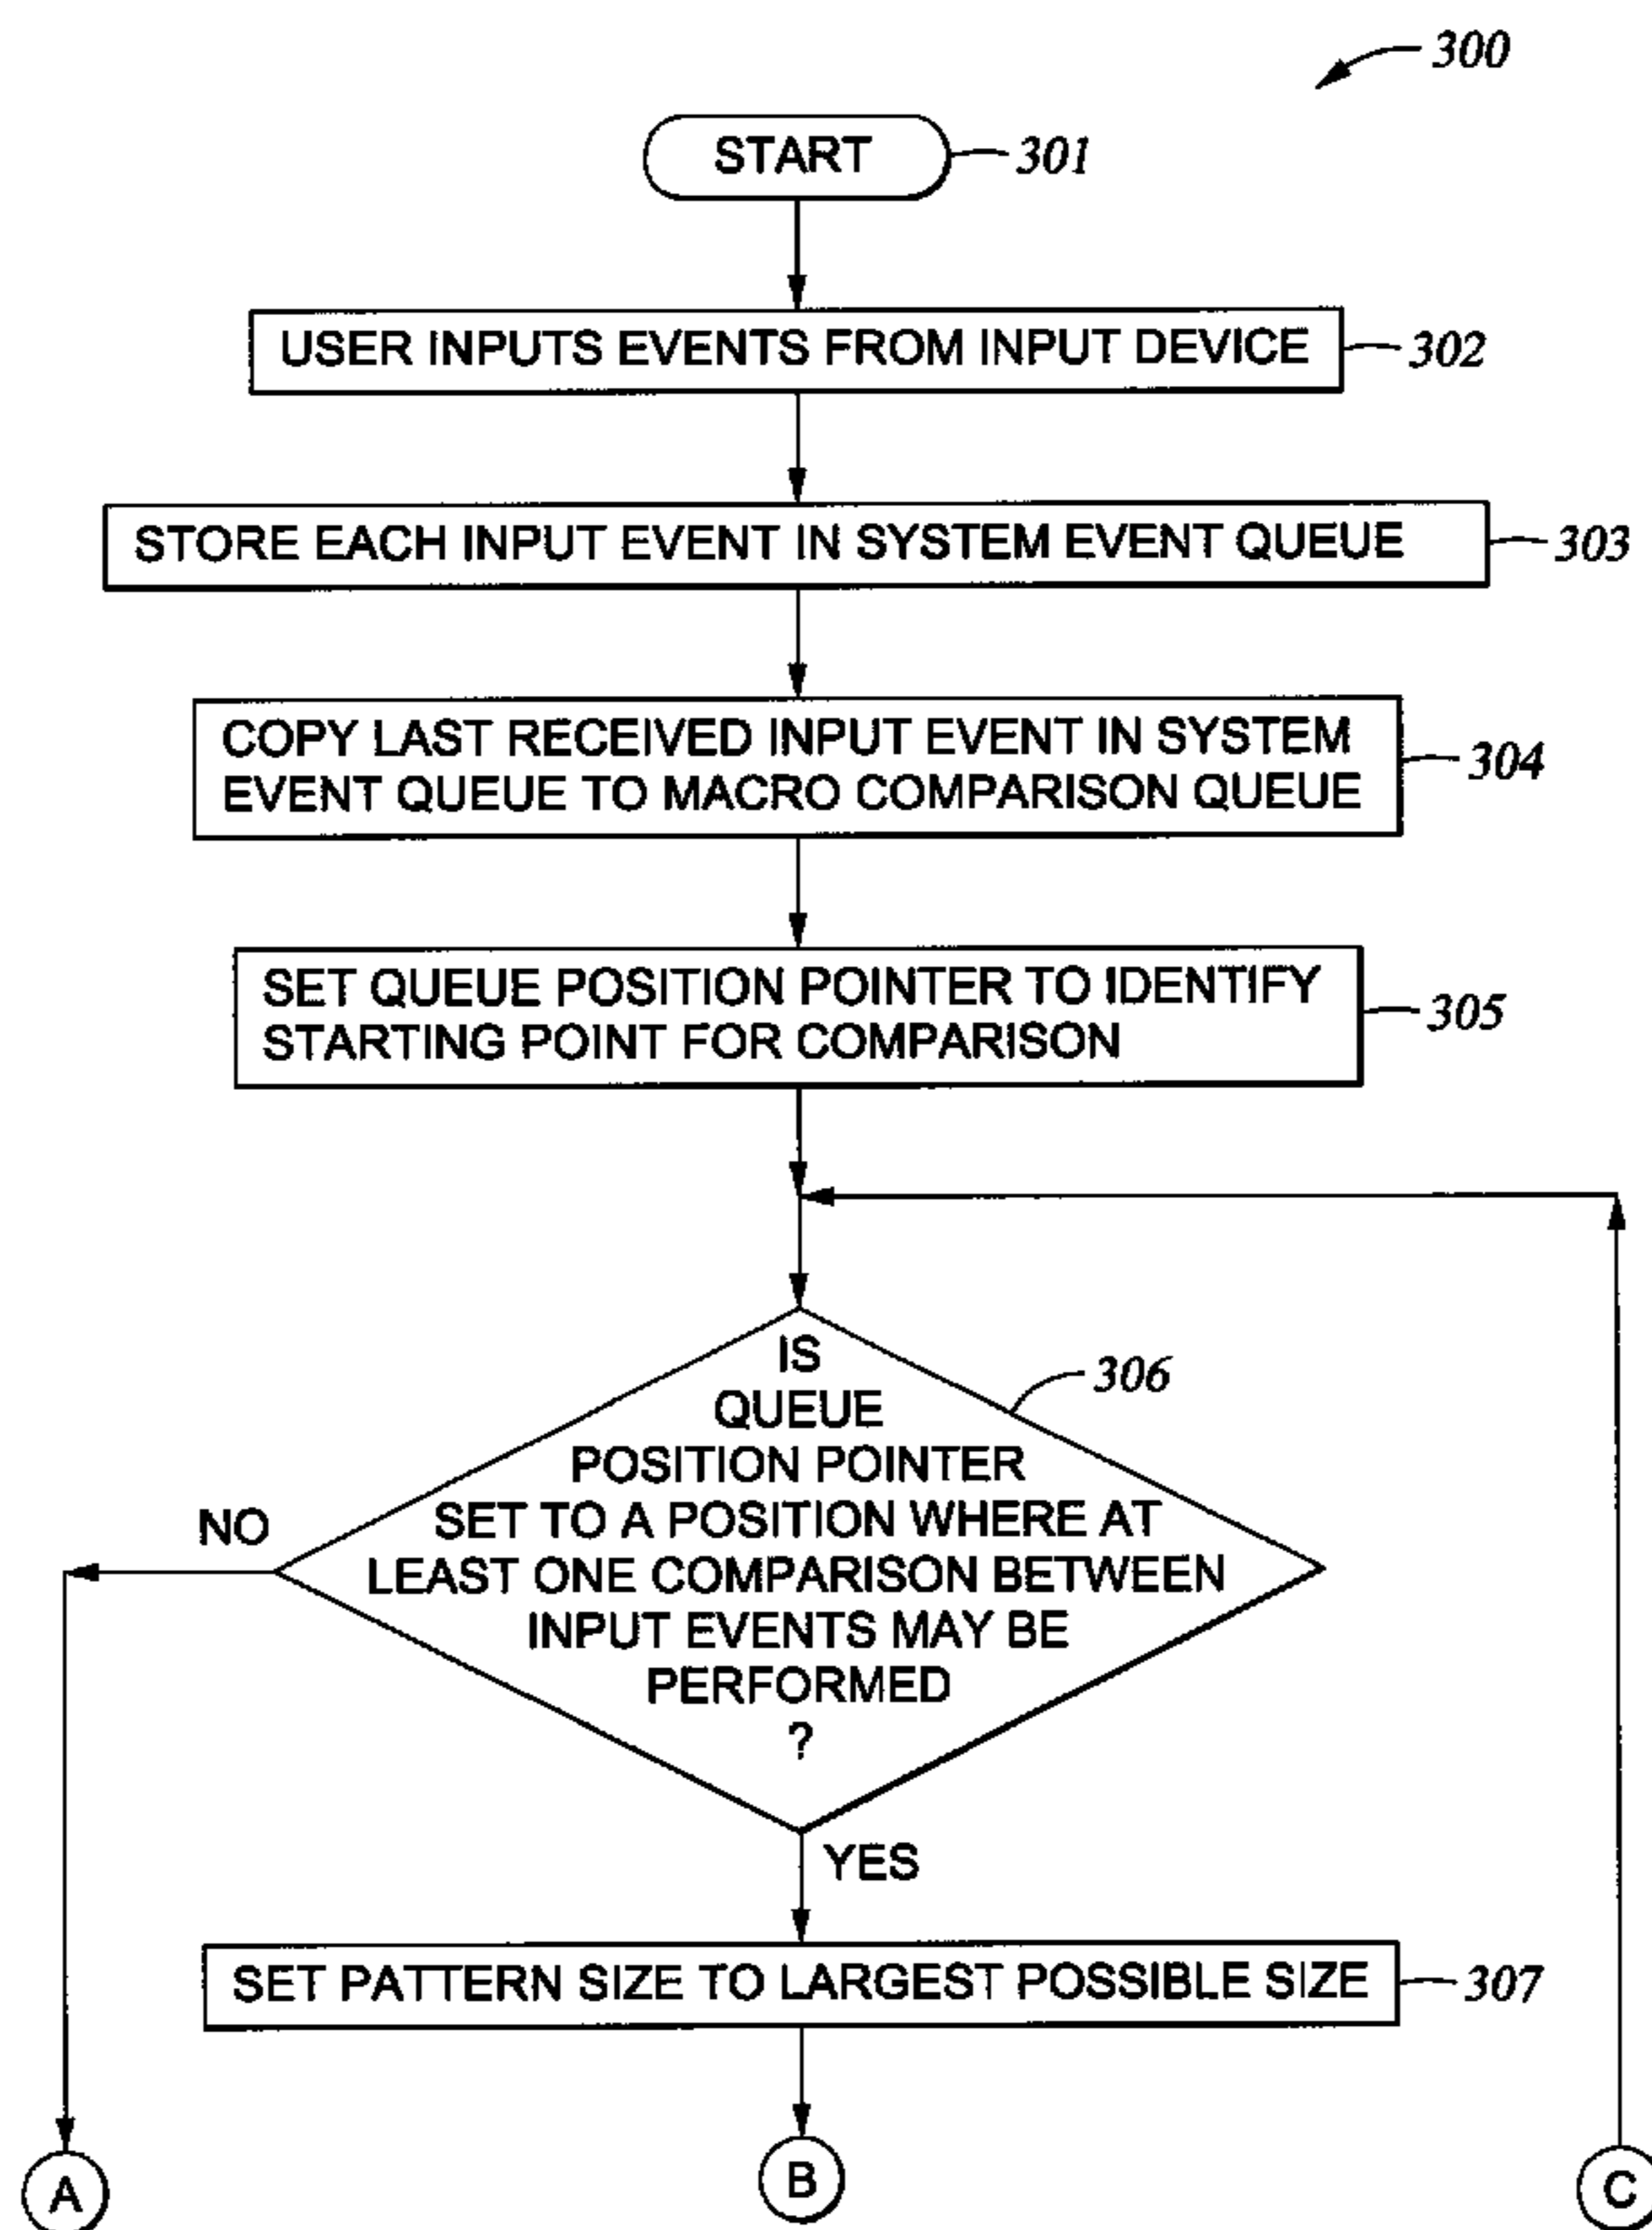 300
START
301
USER INPUTS EVENTS FROM INPUT DEVICE
302
STORE EACH INPUT EVENT IN SYSTEM EVENT QUEUE
303
COPY LAST RECEIVED INPUT EVENT IN SYSTEM
EVENT QUEUE TO MACRO COMPARISON QUEUE
304
SET QUEUE POSITION POINTER TO IDENTIFY
STARTING POINT FOR COMPARISON
305
IS
QUEUE
POSITION POINTER
SET TO A POSITION WHERE AT
LEAST ONE COMPARISON BETWEEN
INPUT EVENTS MAY BE
PERFORMED
?
306
NO
YES
SET PATTERN SIZE TO LARGEST POSSIBLE SIZE
307
A
B
C